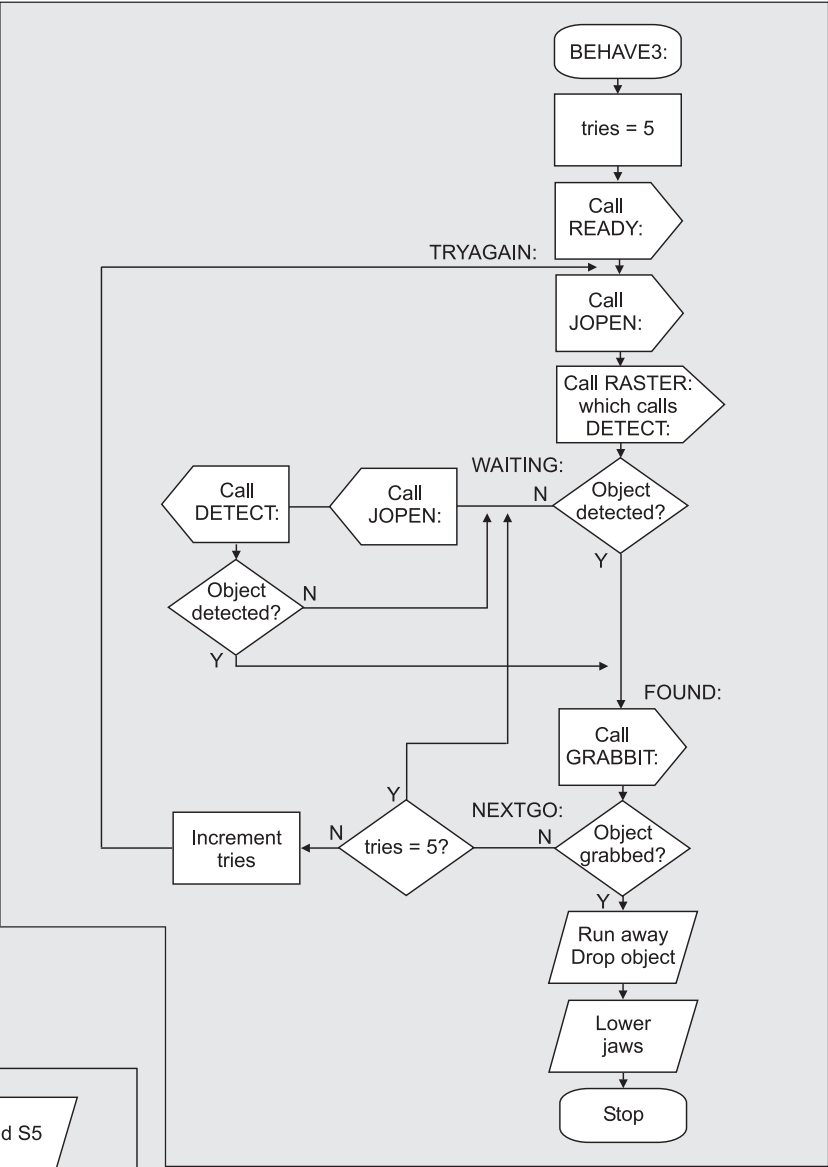 BEHAVE3:
tries = 5
Call
READY:
TRYAGAIN:
Call
JOPEN:
Call RASTER:
which calls
DETECT:
WAITING:
Object
detected?
N
Y
Call
JOPEN:
Call
DETECT:
Object
detected?
N
Y
FOUND:
Call
GRABBIT:
NEXTGO:
Object
grabbed?
N
Y
tries = 5?
Y
N
Increment
tries
Run away
Drop object
Lower
jaws
Stop
d S5